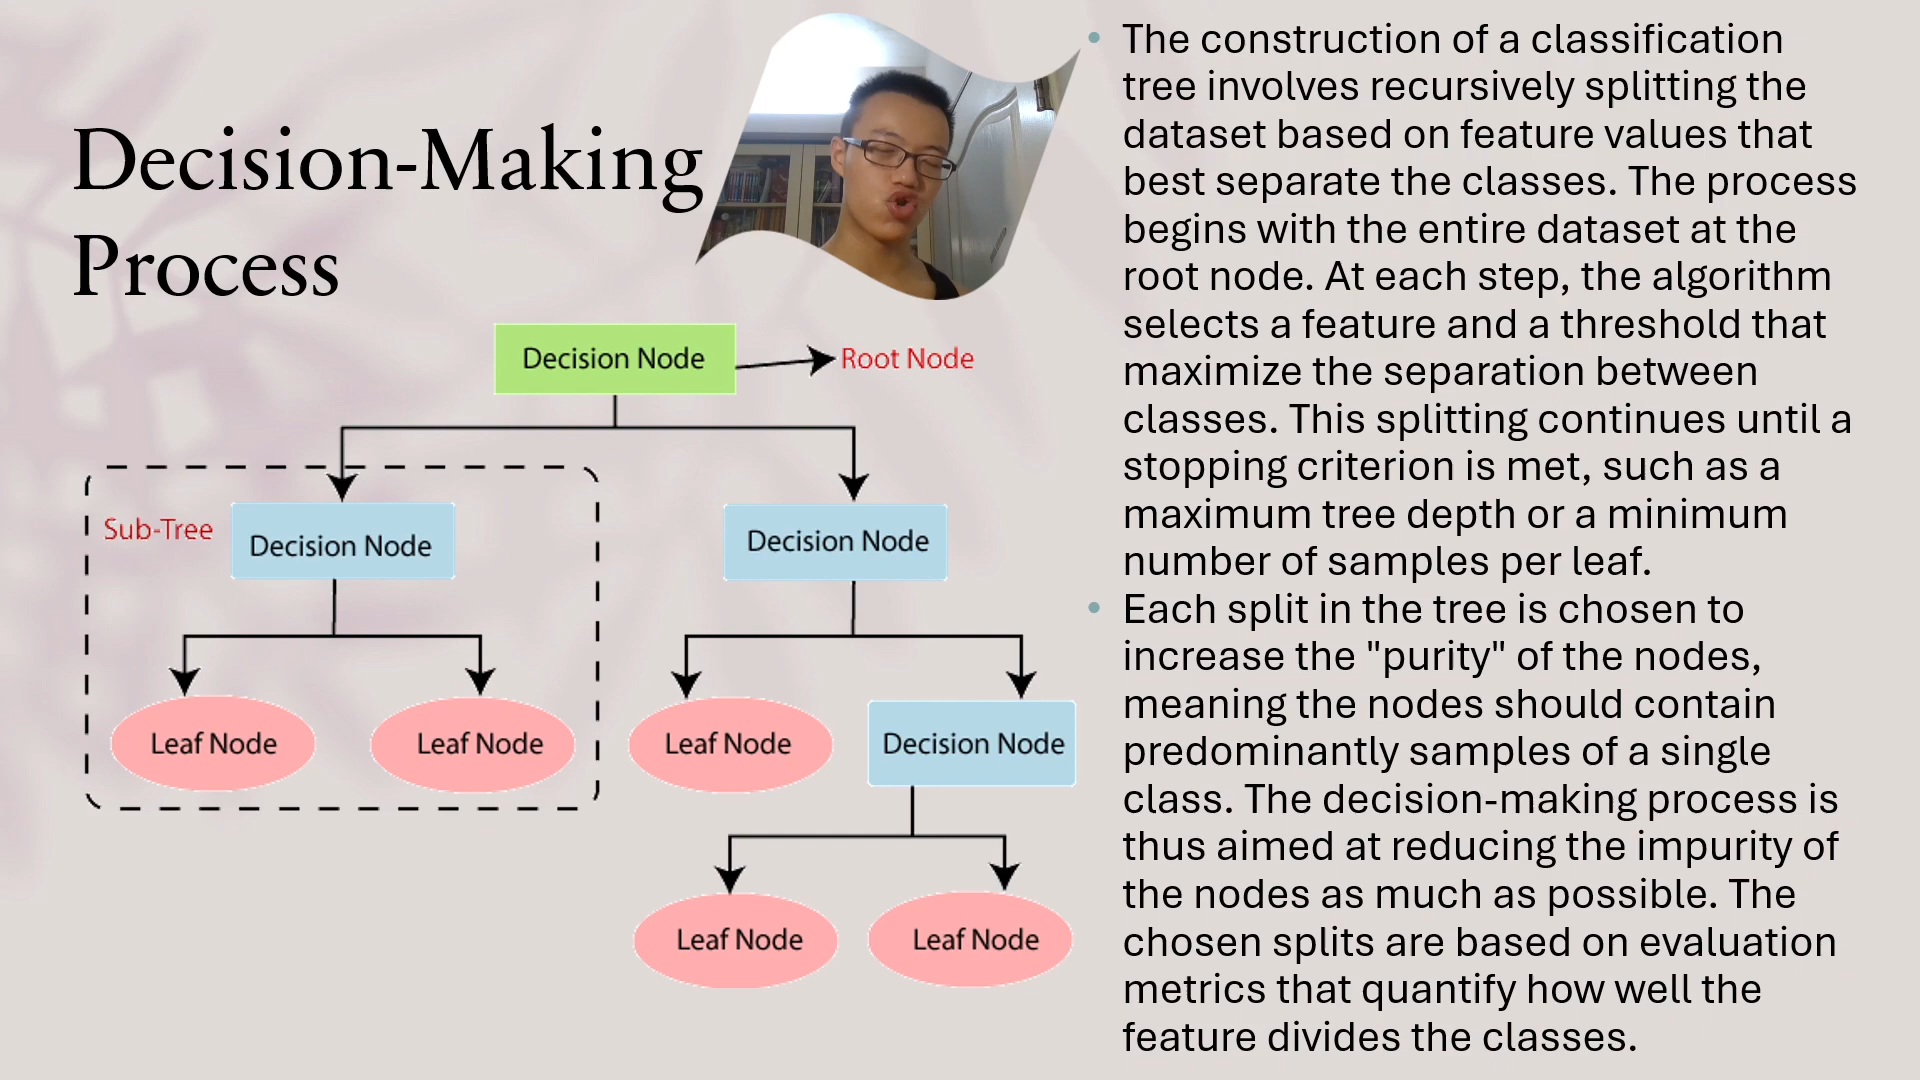 Decision-Making
Process
Decision Node
Root Node
Sub-Tree
Decision Node
Decision Node
Leaf Node
Leaf Node
Leaf Node
Decision Node
Leaf Node
Leaf Node
The construction of a classification
tree involves recursively splitting the
dataset based on feature values that
best separate the classes. The process
begins with the entire dataset at the
root node. At each step, the algorithm
selects a feature and a threshold that
maximize the separation between
classes. This splitting continues until a
stopping criterion is met, such as a
maximum tree depth or a minimum
number of samples per leaf.
Each split in the tree is chosen to
increase the "purity" of the nodes,
meaning the nodes should contain
predominantly samples of a single
class. The decision-making process is
thus aimed at reducing the impurity of
the nodes as much as possible. The
chosen splits are based on evaluation
metrics that quantify how well the
feature divides the classes.